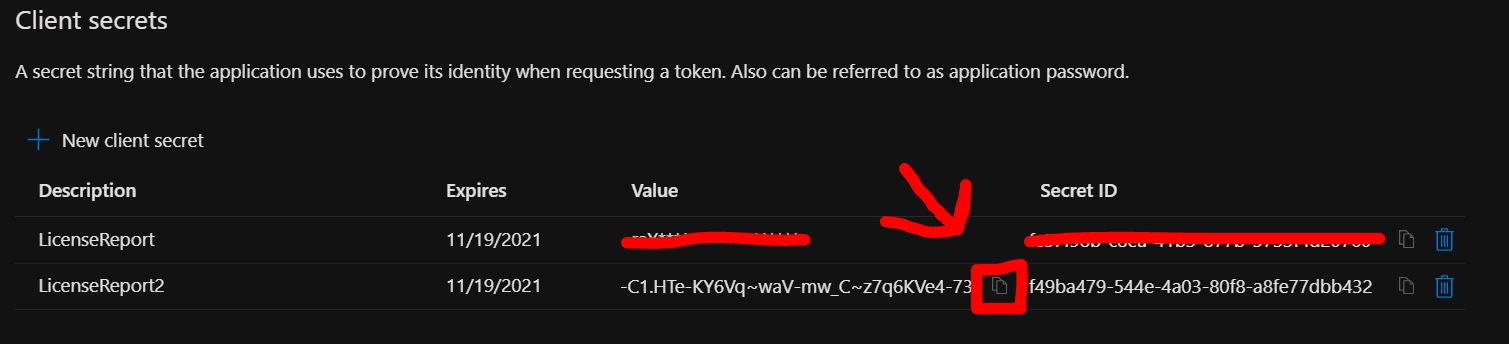 Client secrets
A secret string that the application uses to prove its identity when requesting a token. Also can be referred to as application password.
New client secret
Description Expires Value Secret ID
LicenseReport 11/19/2021
LicenseReport2 11/19/2021 -C1.HTe-KY6Vq~waV-mw_C~z7q6KVe4-73 f49ba479-544e-4a03-80f8-a8fe77dbb432